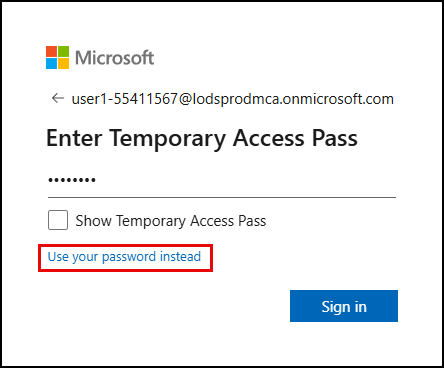 Microsoft
← user1-55411567@lodsprodmca.onmicrosoft.com
Enter Temporary Access Pass
••••••••
Show Temporary Access Pass
Use your password instead
Sign in